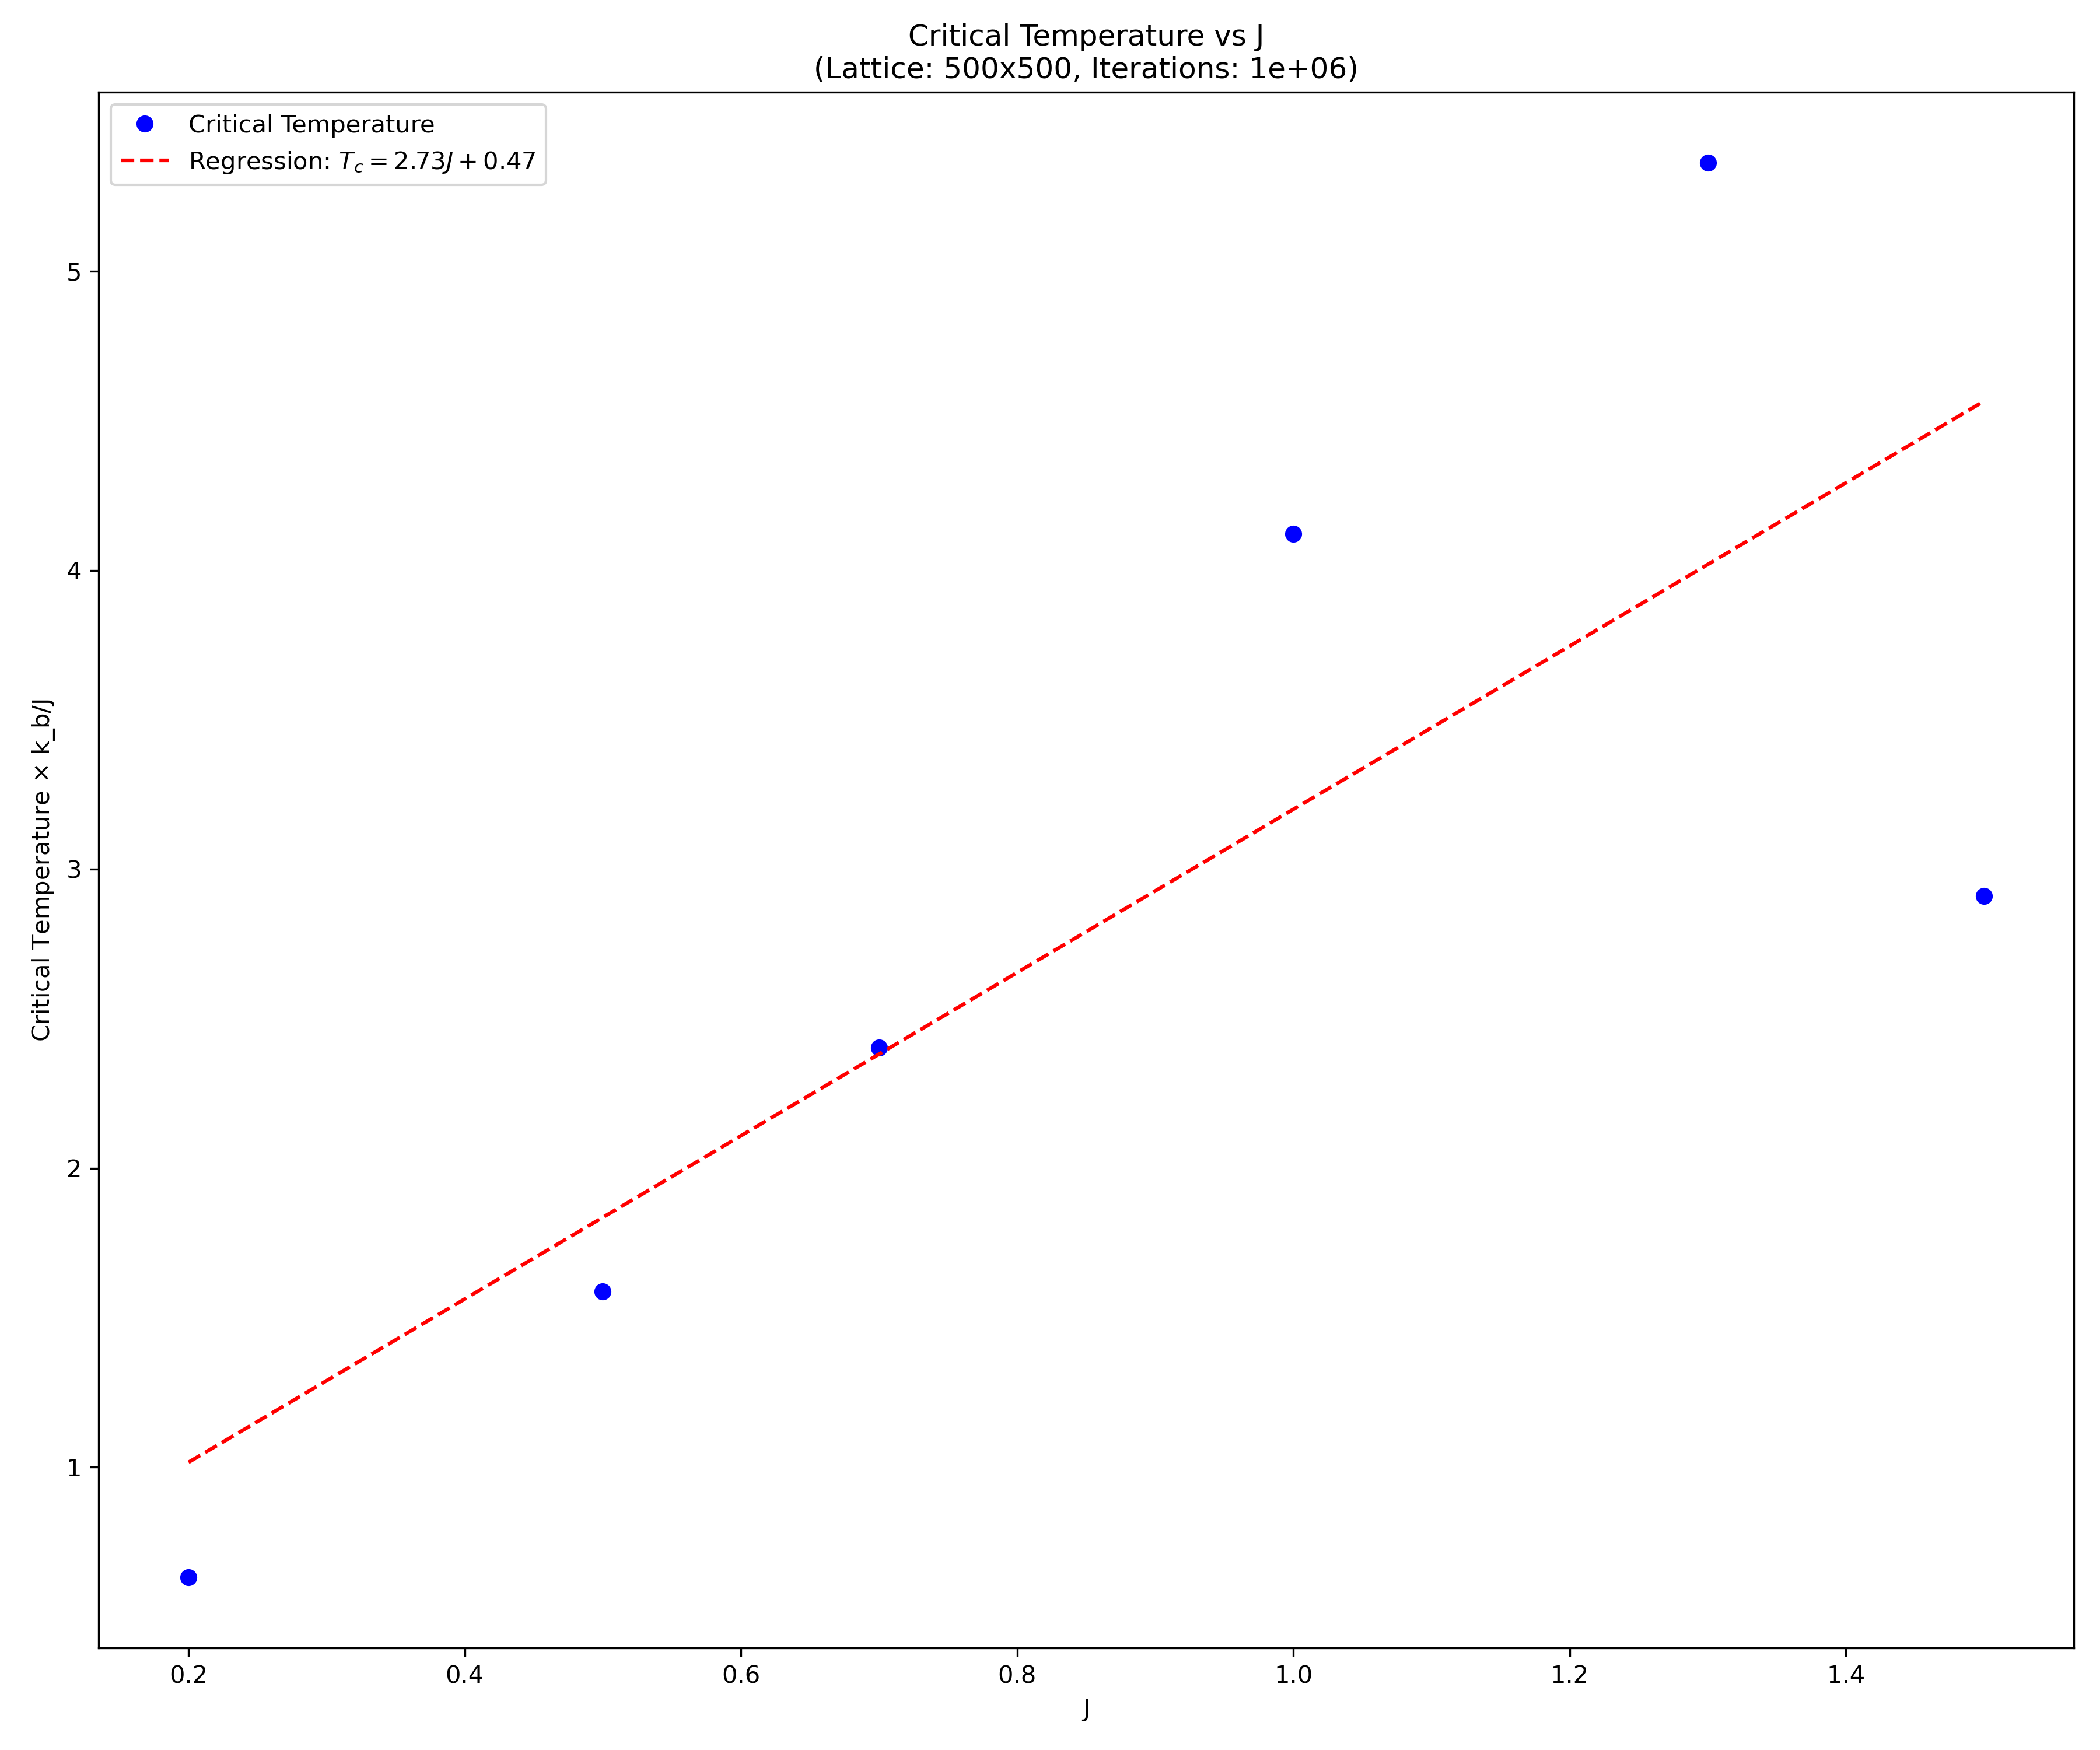 Critical Temperature vs J
(Lattice: 500x500, Iterations: 1e+06)
Critical Temperature
Regression: T_c = 2.73J + 0.47
Critical Temperature × k_b/J
5
4
3
2
1
0.2 0.4 0.6 0.8 1.0 1.2 1.4
J